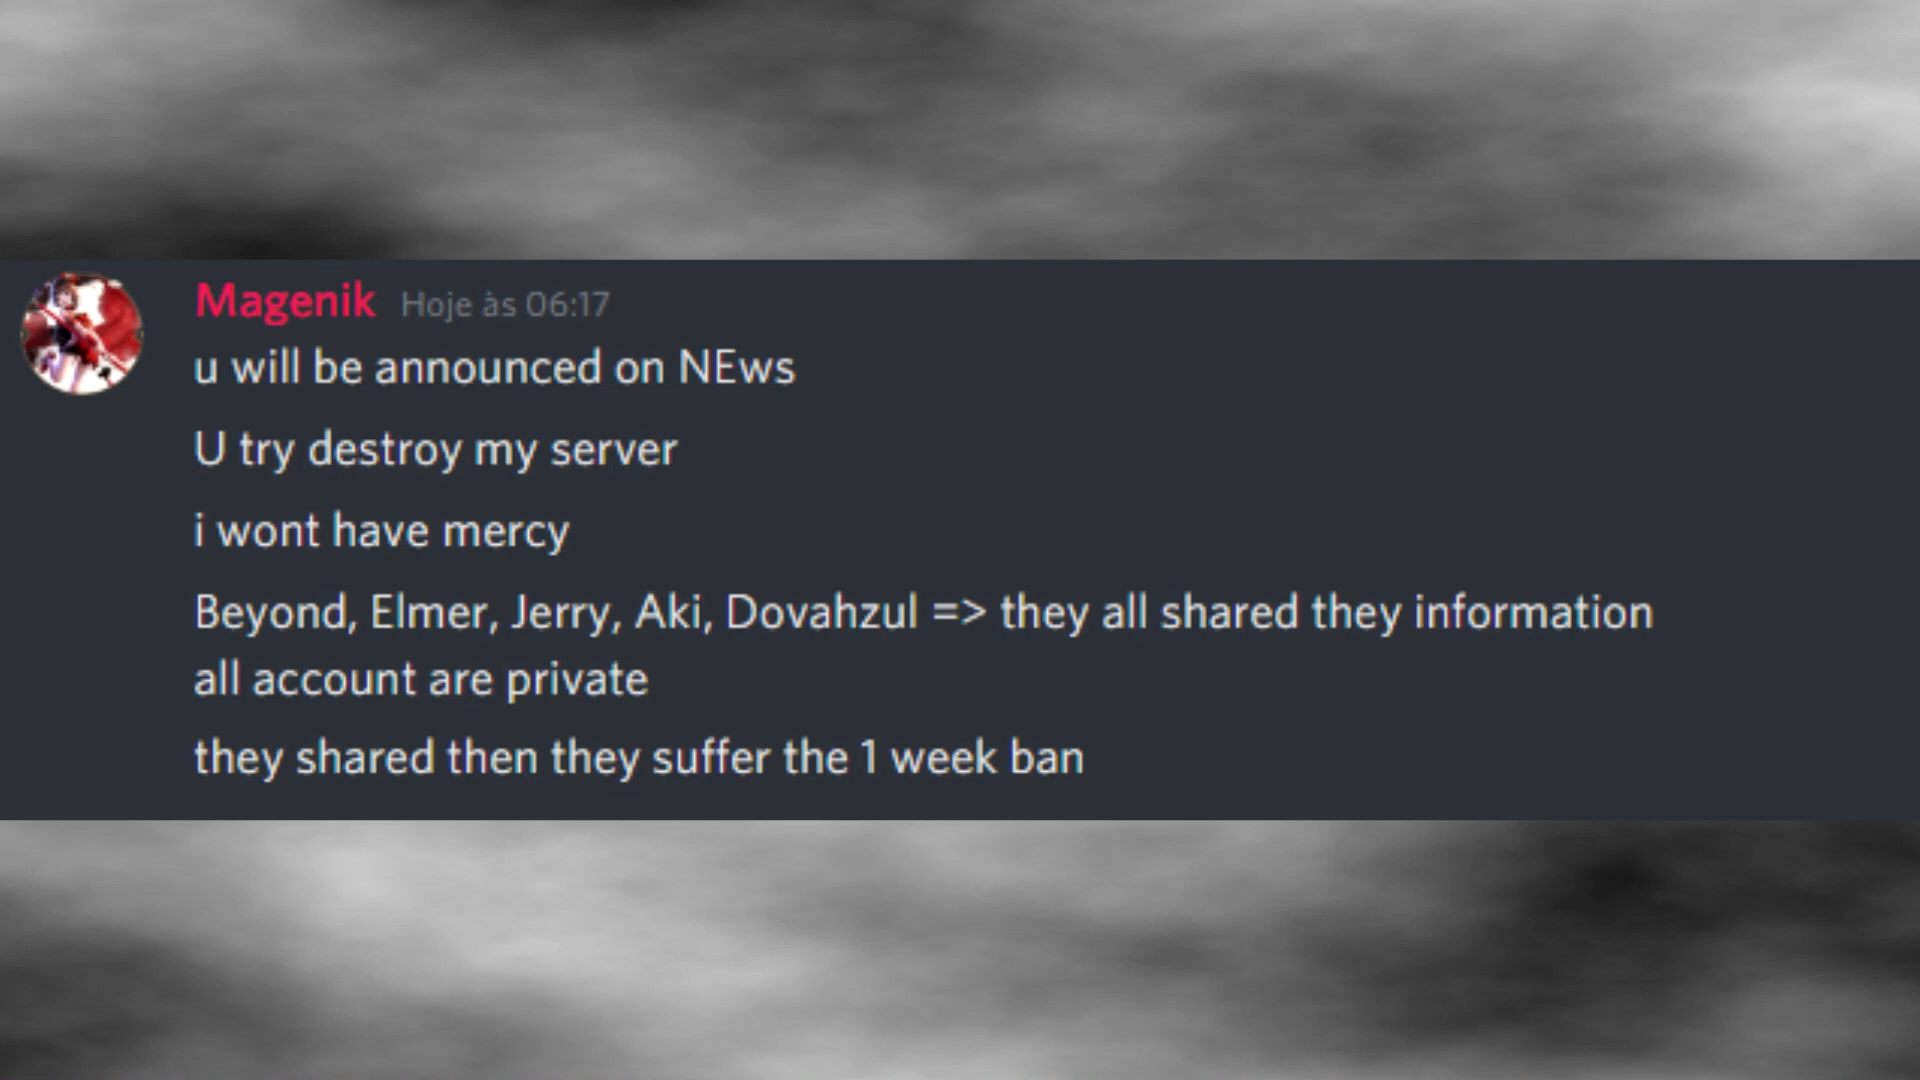 Magenik Hoje às 06:17
u will be announced on NEws
U try destroy my server
i wont have mercy
Beyond, Elmer, Jerry, Aki, Dovahzul => they all shared they information
all account are private
they shared then they suffer the 1 week ban